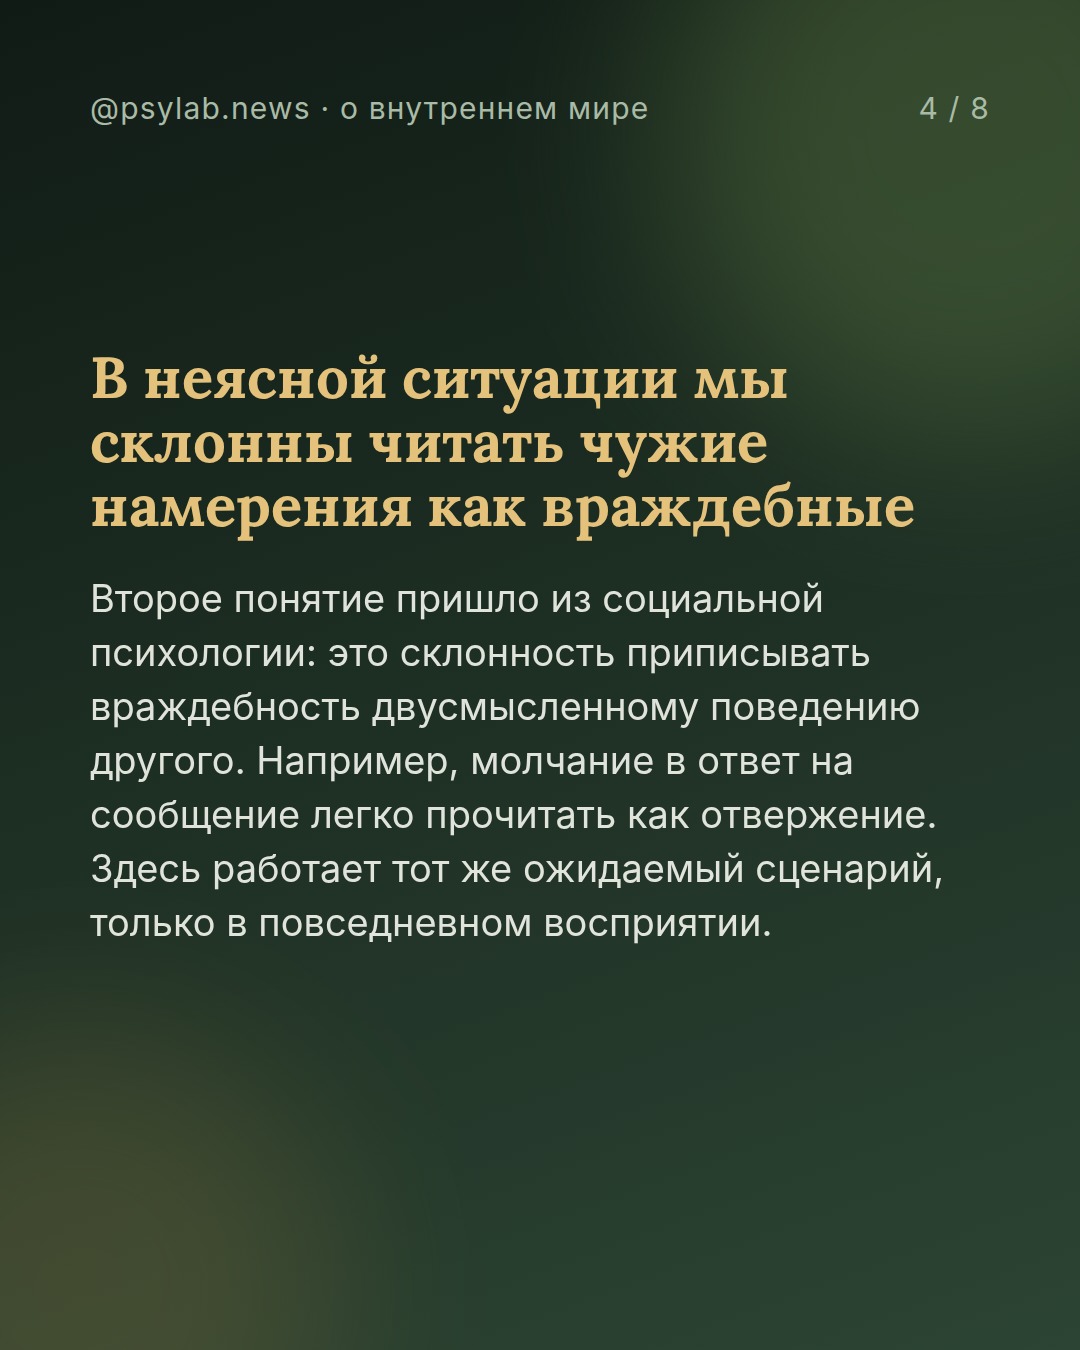 @psylab.news · о внутреннем мире
4 / 8
В неясной ситуации мы
склонны читать чужие
намерения как враждебные
Второе понятие пришло из социальной
психологии: это склонность приписывать
враждебность двусмысленному поведению
другого. Например, молчание в ответ на
сообщение легко прочитать как отвержение.
Здесь работает тот же ожидаемый сценарий,
только в повседневном восприятии.